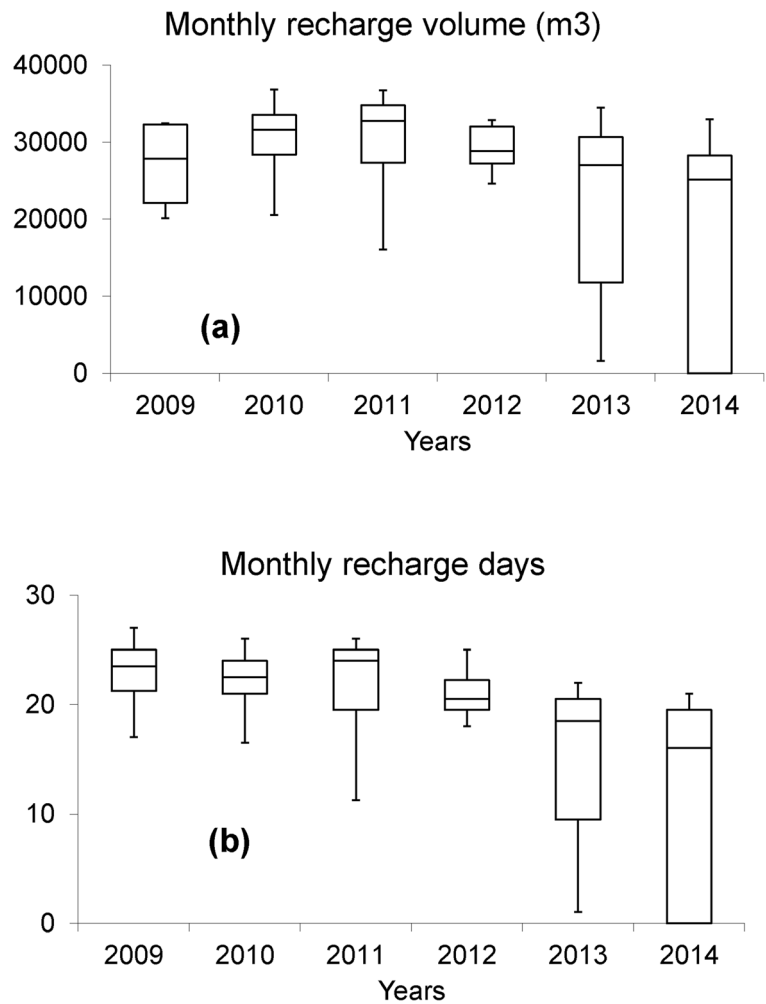 Monthly recharge volume (m3)
40000
30000
20000
10000
0
(a)
2009 2010 2011 2012 2013 2014
Years
Monthly recharge days
30
20
10
0
(b)
2009 2010 2011 2012 2013 2014
Years